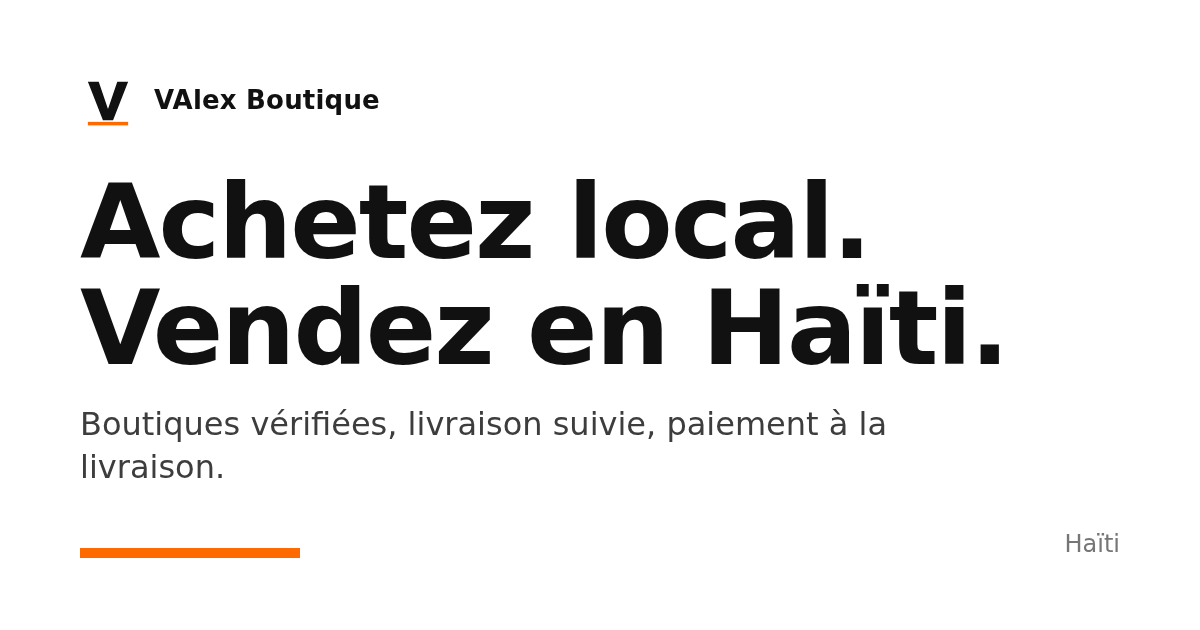 V
VAlex Boutique
Achetez local.
Vendez en Haïti.
Boutiques vérifiées, livraison suivie, paiement à la
livraison.
Haïti